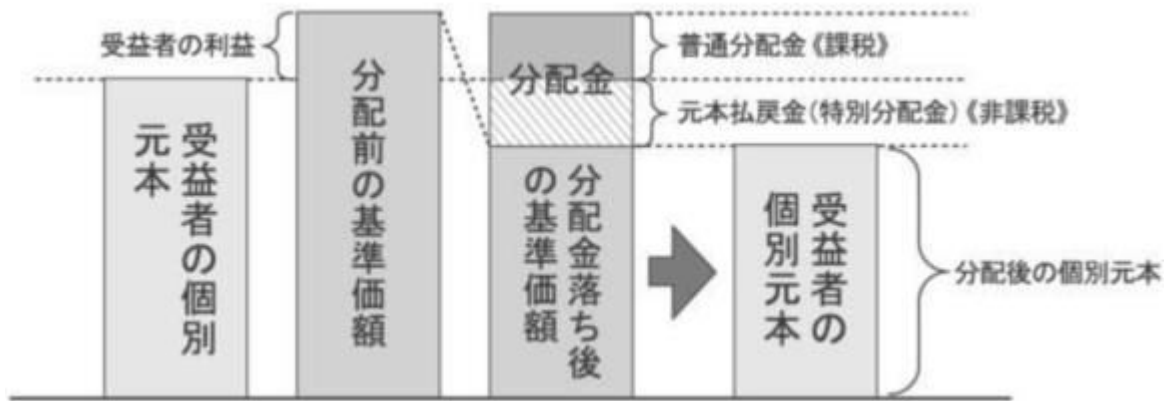 受益者の利益
受益者の個別
元本
分配前の基準価額
分配金
分配金落ち後
の基準価額
普通分配金《課税》
元本払戻金(特別分配金)《非課税》
受益者の
個別元本
分配後の個別元本